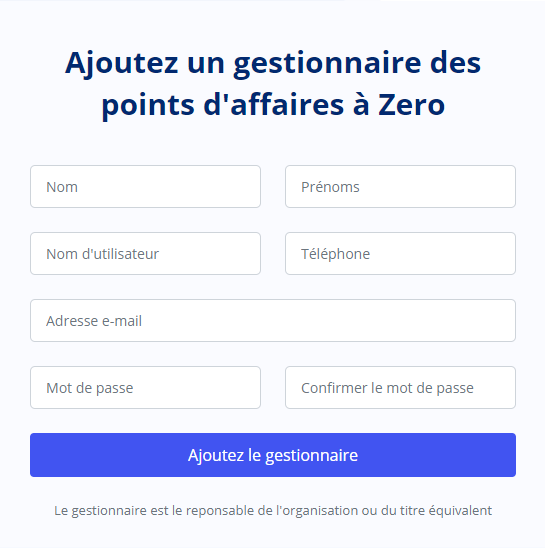 Ajoutez un gestionnaire des
points d'affaires à Zero
Nom
Prénoms
Nom d'utilisateur
Téléphone
Adresse e-mail
Mot de passe
Confirmer le mot de passe
Ajoutez le gestionnaire
Le gestionnaire est le reponsable de l'organisation ou du titre équivalent